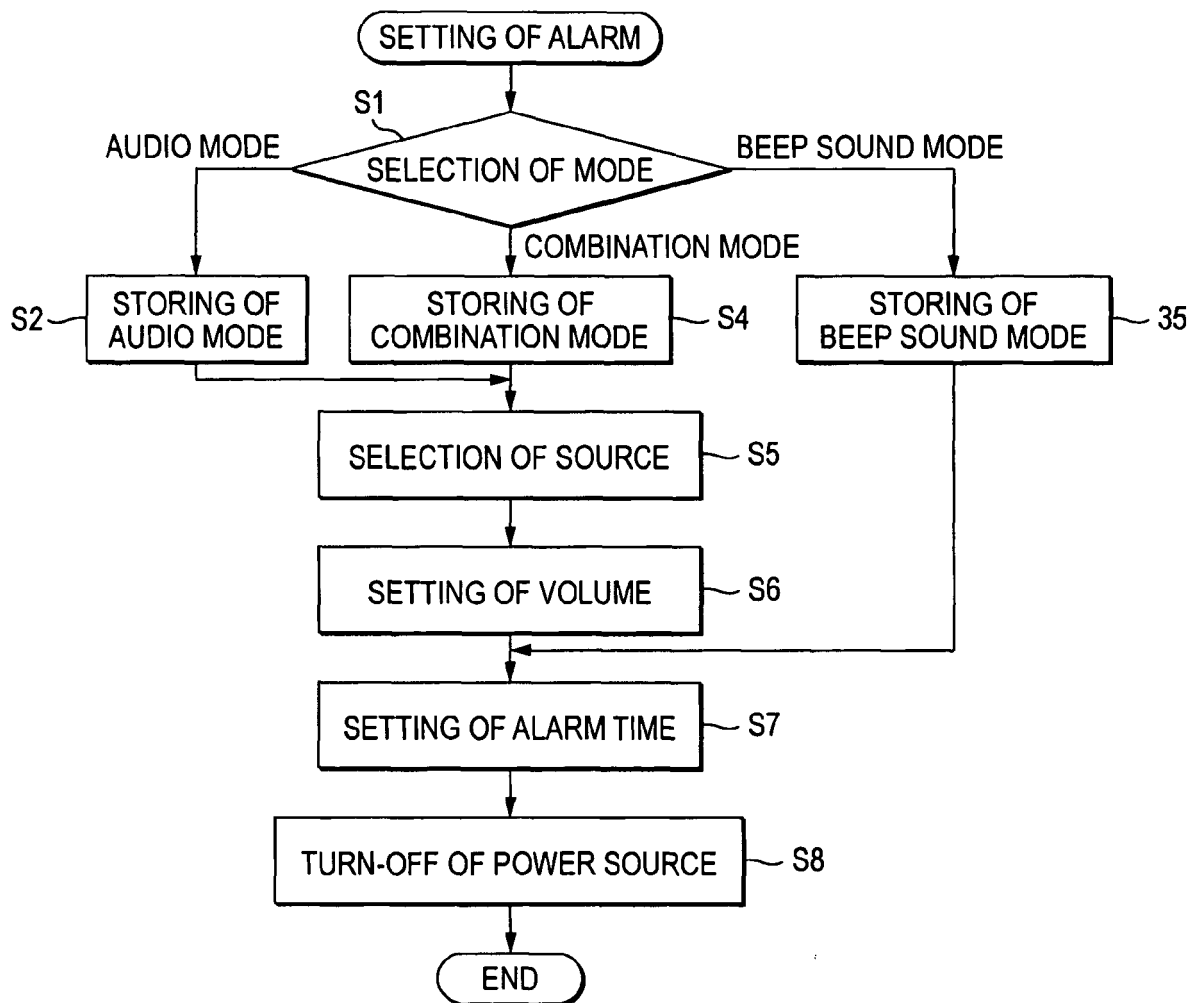 SETTING OF ALARM
S1
AUDIO MODE
SELECTION OF MODE
BEEP SOUND MODE
COMBINATION MODE
S2
STORING OF
AUDIO MODE
STORING OF
COMBINATION MODE
S4
STORING OF
BEEP SOUND MODE
35
SELECTION OF SOURCE
S5
SETTING OF VOLUME
S6
SETTING OF ALARM TIME
S7
TURN-OFF OF POWER SOURCE
S8
END